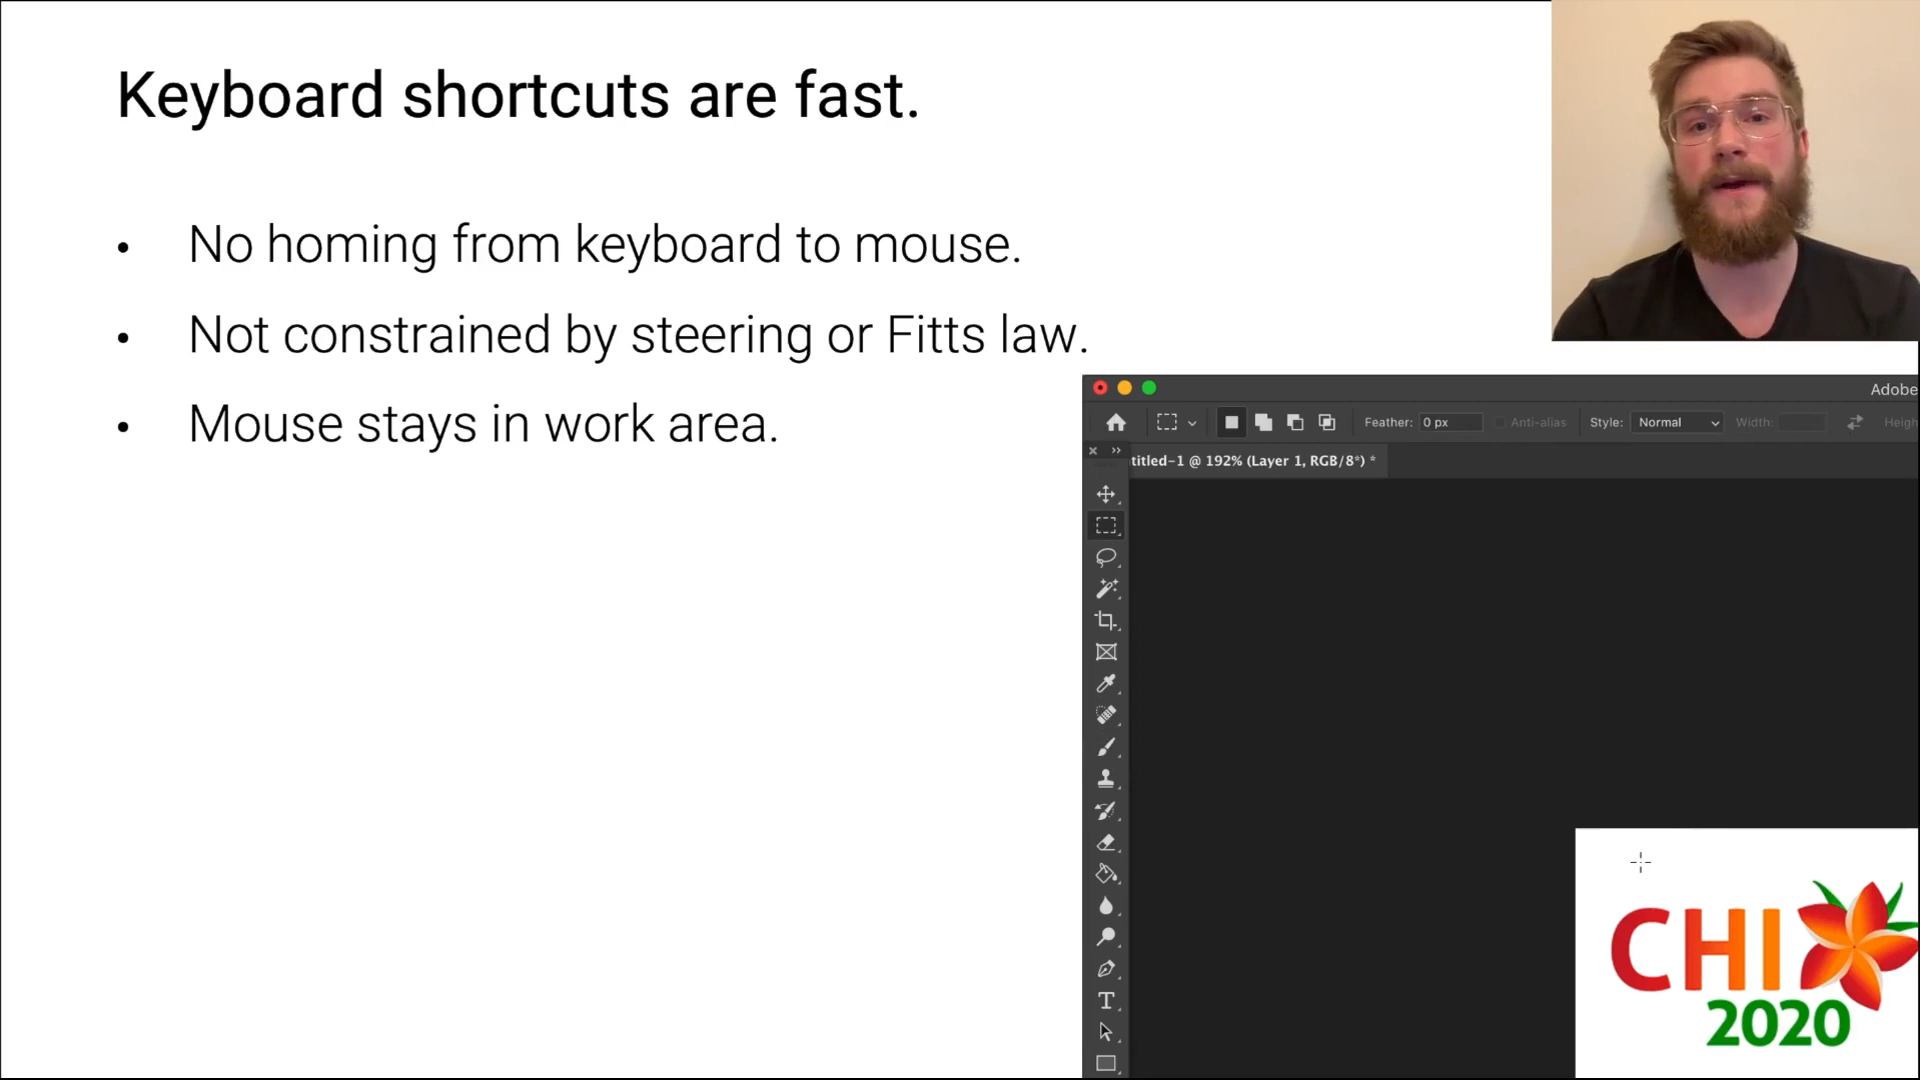 Keyboard shortcuts are fast.
• No homing from keyboard to mouse.
• Not constrained by steering or Fitts law.
• Mouse stays in work area.
Adobe
Feather: 0 px Anti-alias Style: Normal Width: Heigh
titled-1 @ 192% (Layer 1, RGB/8*) *
CHI
2020